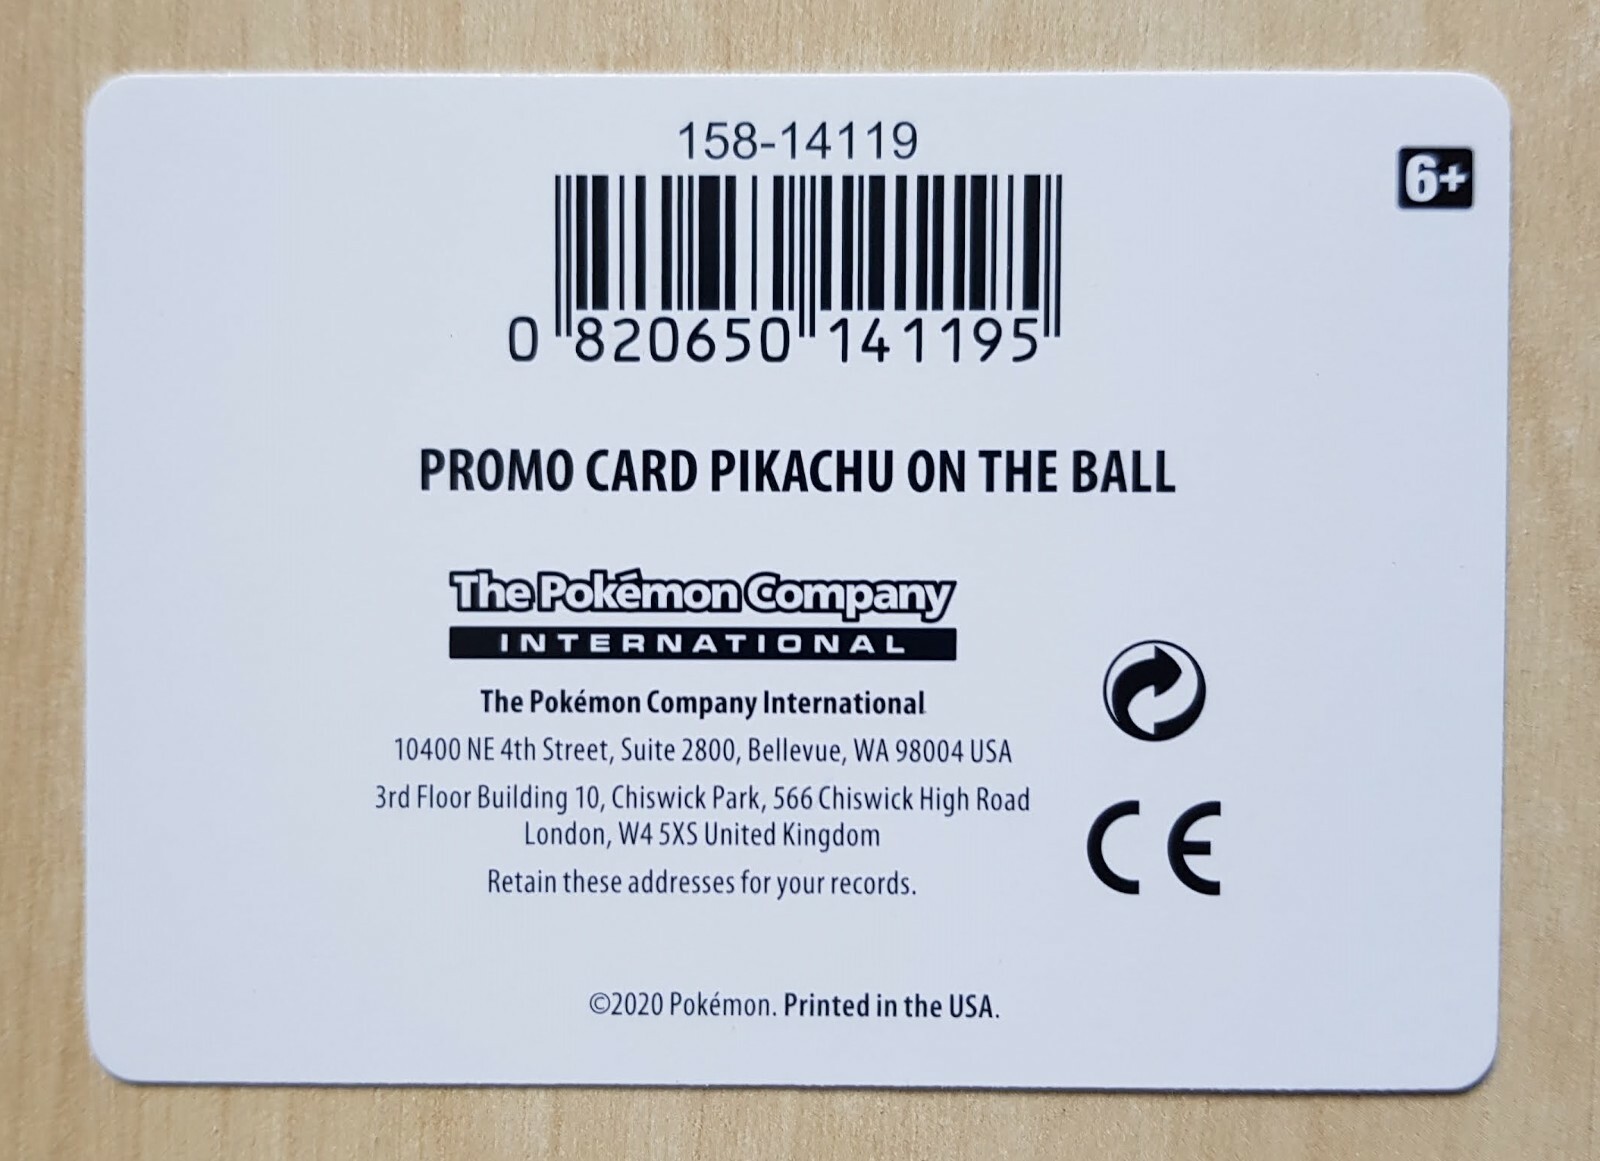 158-14119
6+
0 820650 141195
PROMO CARD PIKACHU ON THE BALL
The Pokémon Company
INTERNATIONAL
The Pokémon Company International
10400 NE 4th Street, Suite 2800, Bellevue, WA 98004 USA
3rd Floor Building 10, Chiswick Park, 566 Chiswick High Road
London, W4 5XS United Kingdom
Retain these addresses for your records.
CE
©2020 Pokémon. Printed in the USA.